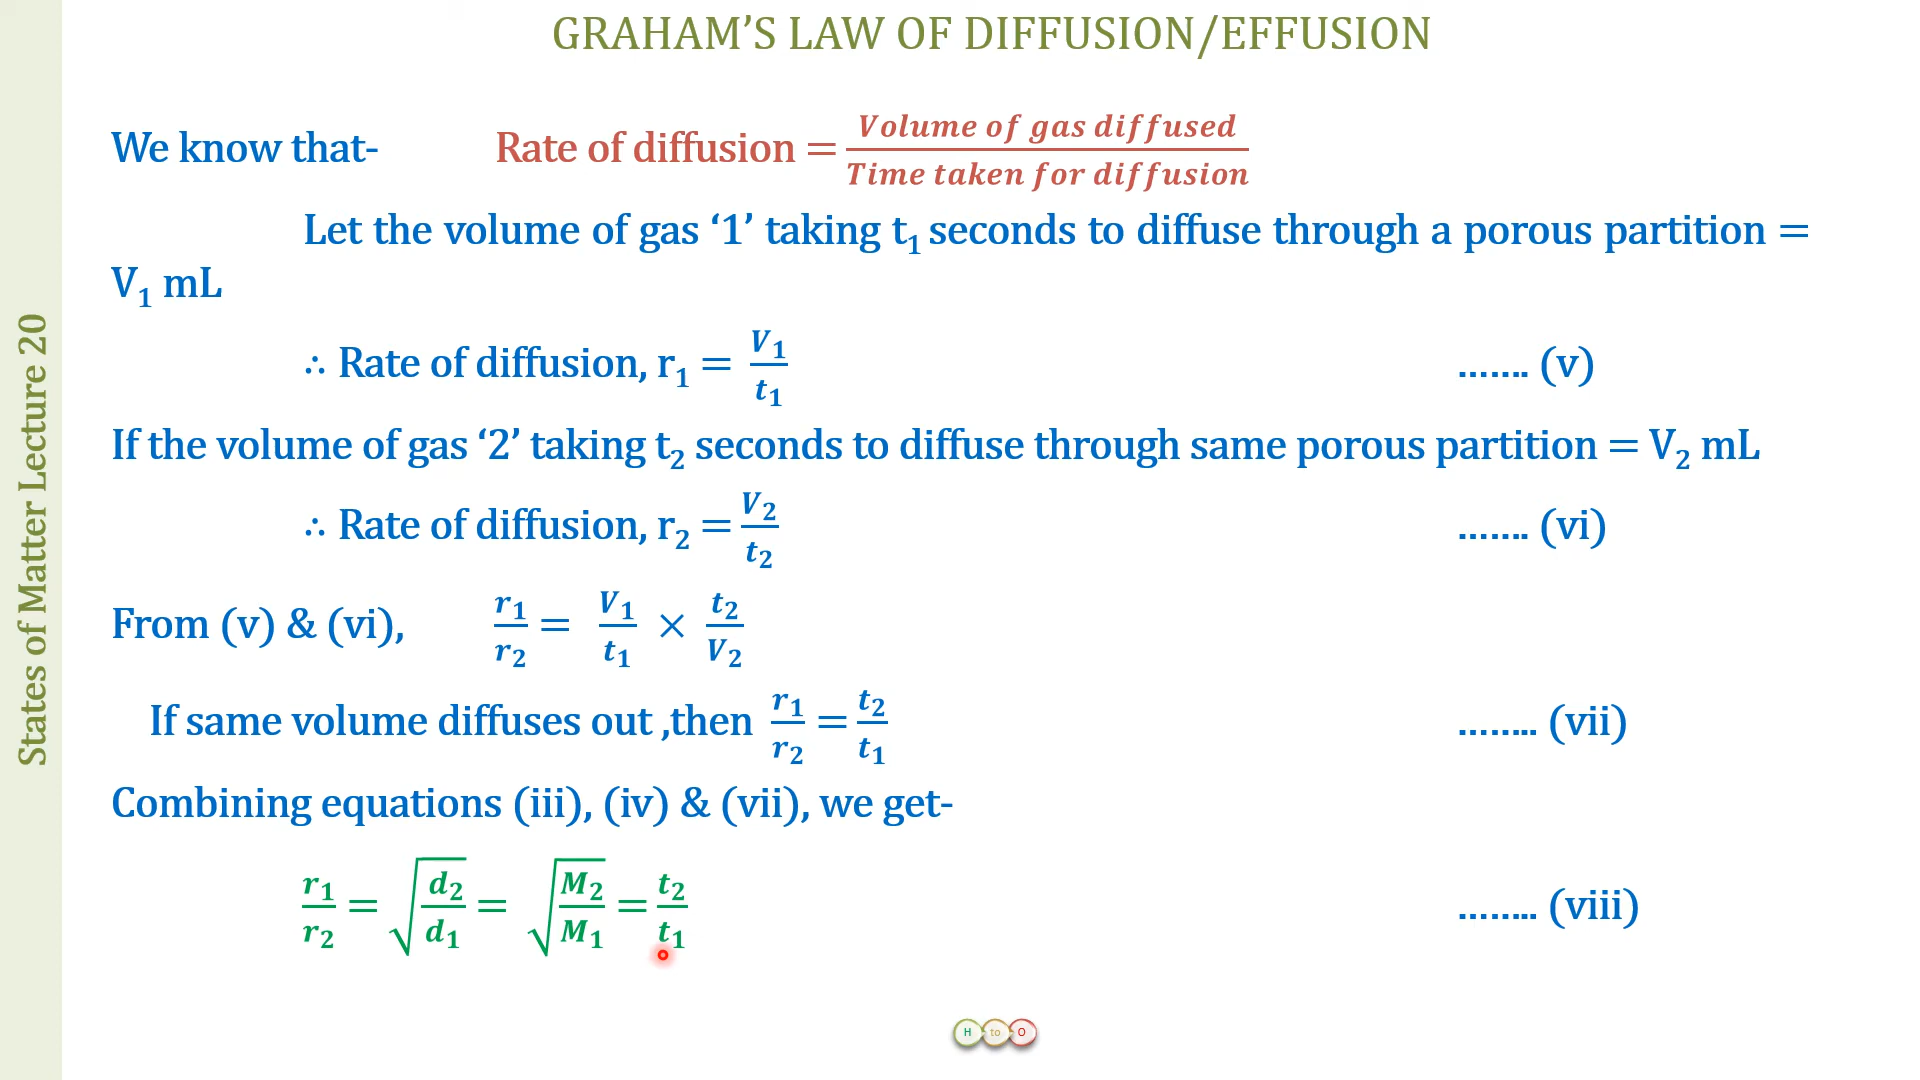 GRAHAM’S LAW OF DIFFUSION/EFFUSION
We know that- Rate of diffusion = Volume of gas diffused / Time taken for diffusion
Let the volume of gas ‘1’ taking t₁ seconds to diffuse through a porous partition =
V₁ mL
∴ Rate of diffusion, r₁ = V₁/t₁ ....... (v)
If the volume of gas ‘2’ taking t₂ seconds to diffuse through same porous partition = V₂ mL
∴ Rate of diffusion, r₂ = V₂/t₂ ....... (vi)
From (v) & (vi), r₁/r₂ = V₁/t₁ × t₂/V₂
If same volume diffuses out ,then r₁/r₂ = t₂/t₁ ........ (vii)
Combining equations (iii), (iv) & (vii), we get-
r₁/r₂ = √(d₂/d₁) = √(M₂/M₁) = t₂/t₁ ........ (viii)
States of Matter Lecture 20
H to O